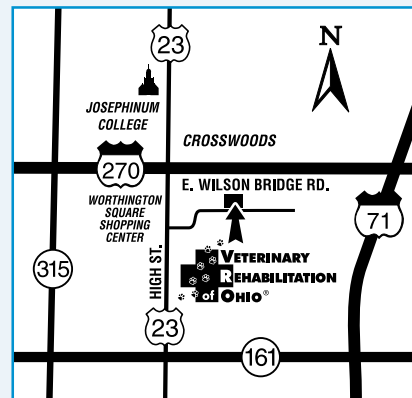 23
N
JOSEPHINUM
COLLEGE
CROSSWOODS
270
E. WILSON BRIDGE RD.
WORTHINGTON
SQUARE
SHOPPING
CENTER
71
315
HIGH ST.
VETERINARY
REHABILITATION
of OHIO®
23
161